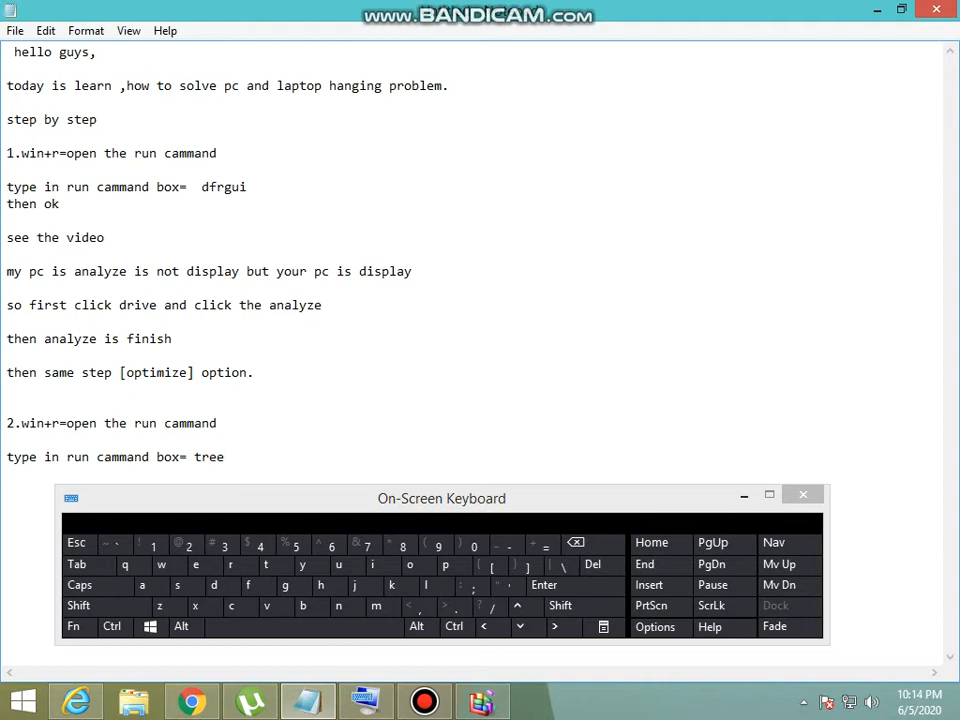 www.BANDICAM.com
File Edit Format View Help
hello guys,
today is learn ,how to solve pc and laptop hanging problem.
step by step
1.win+r=open the run cammand
type in run cammand box=  dfrgui
then ok
see the video
my pc is analyze is not display but your pc is display
so first click drive and click the analyze
then analyze is finish
then same step [optimize] option.
2.win+r=open the run cammand
type in run cammand box= tree
On-Screen Keyboard
Esc ~ ` ! 1 @ 2 # 3 $ 4 % 5 ^ 6 & 7 * 8 ( 9 ) 0 _ - + = Home PgUp Nav
Tab q w e r t y u i o p { [ } ] | \ Del End PgDn Mv Up
Caps a s d f g h j k l : ; " ' Enter Insert Pause Mv Dn
Shift z x c v b n m < , > . ? / ^ Shift PrtScn ScrLk Dock
Fn Ctrl Alt Alt Ctrl < v > Options Help Fade
10:14 PM
6/5/2020